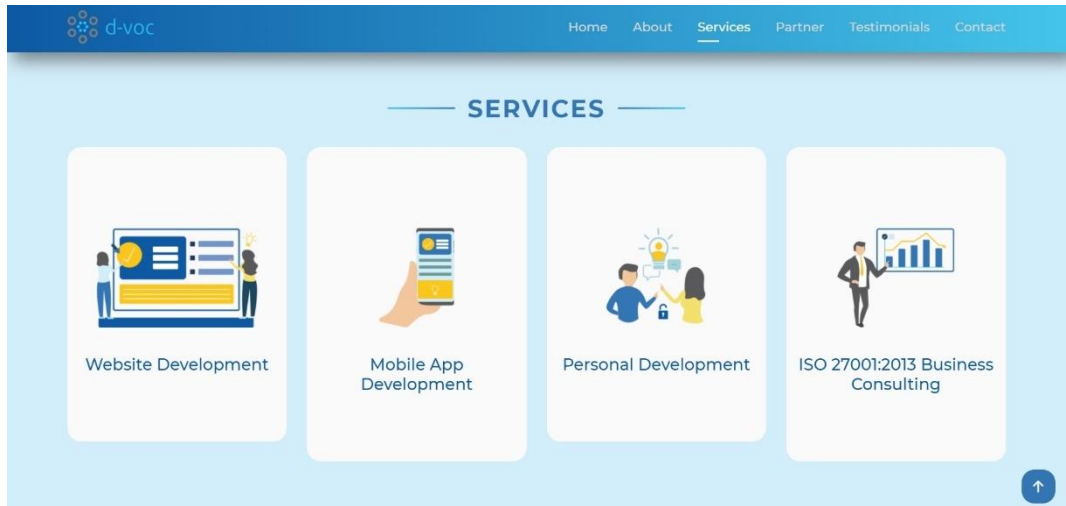 d-voc
Home About Services Partner Testimonials Contact
SERVICES
Website Development
Mobile App
Development
Personal Development
ISO 27001:2013 Business
Consulting